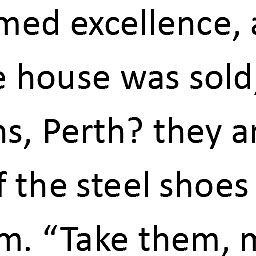 med excellence, a
e house was sold,
ns, Perth? they ar
f the steel shoes
m. “Take them, m